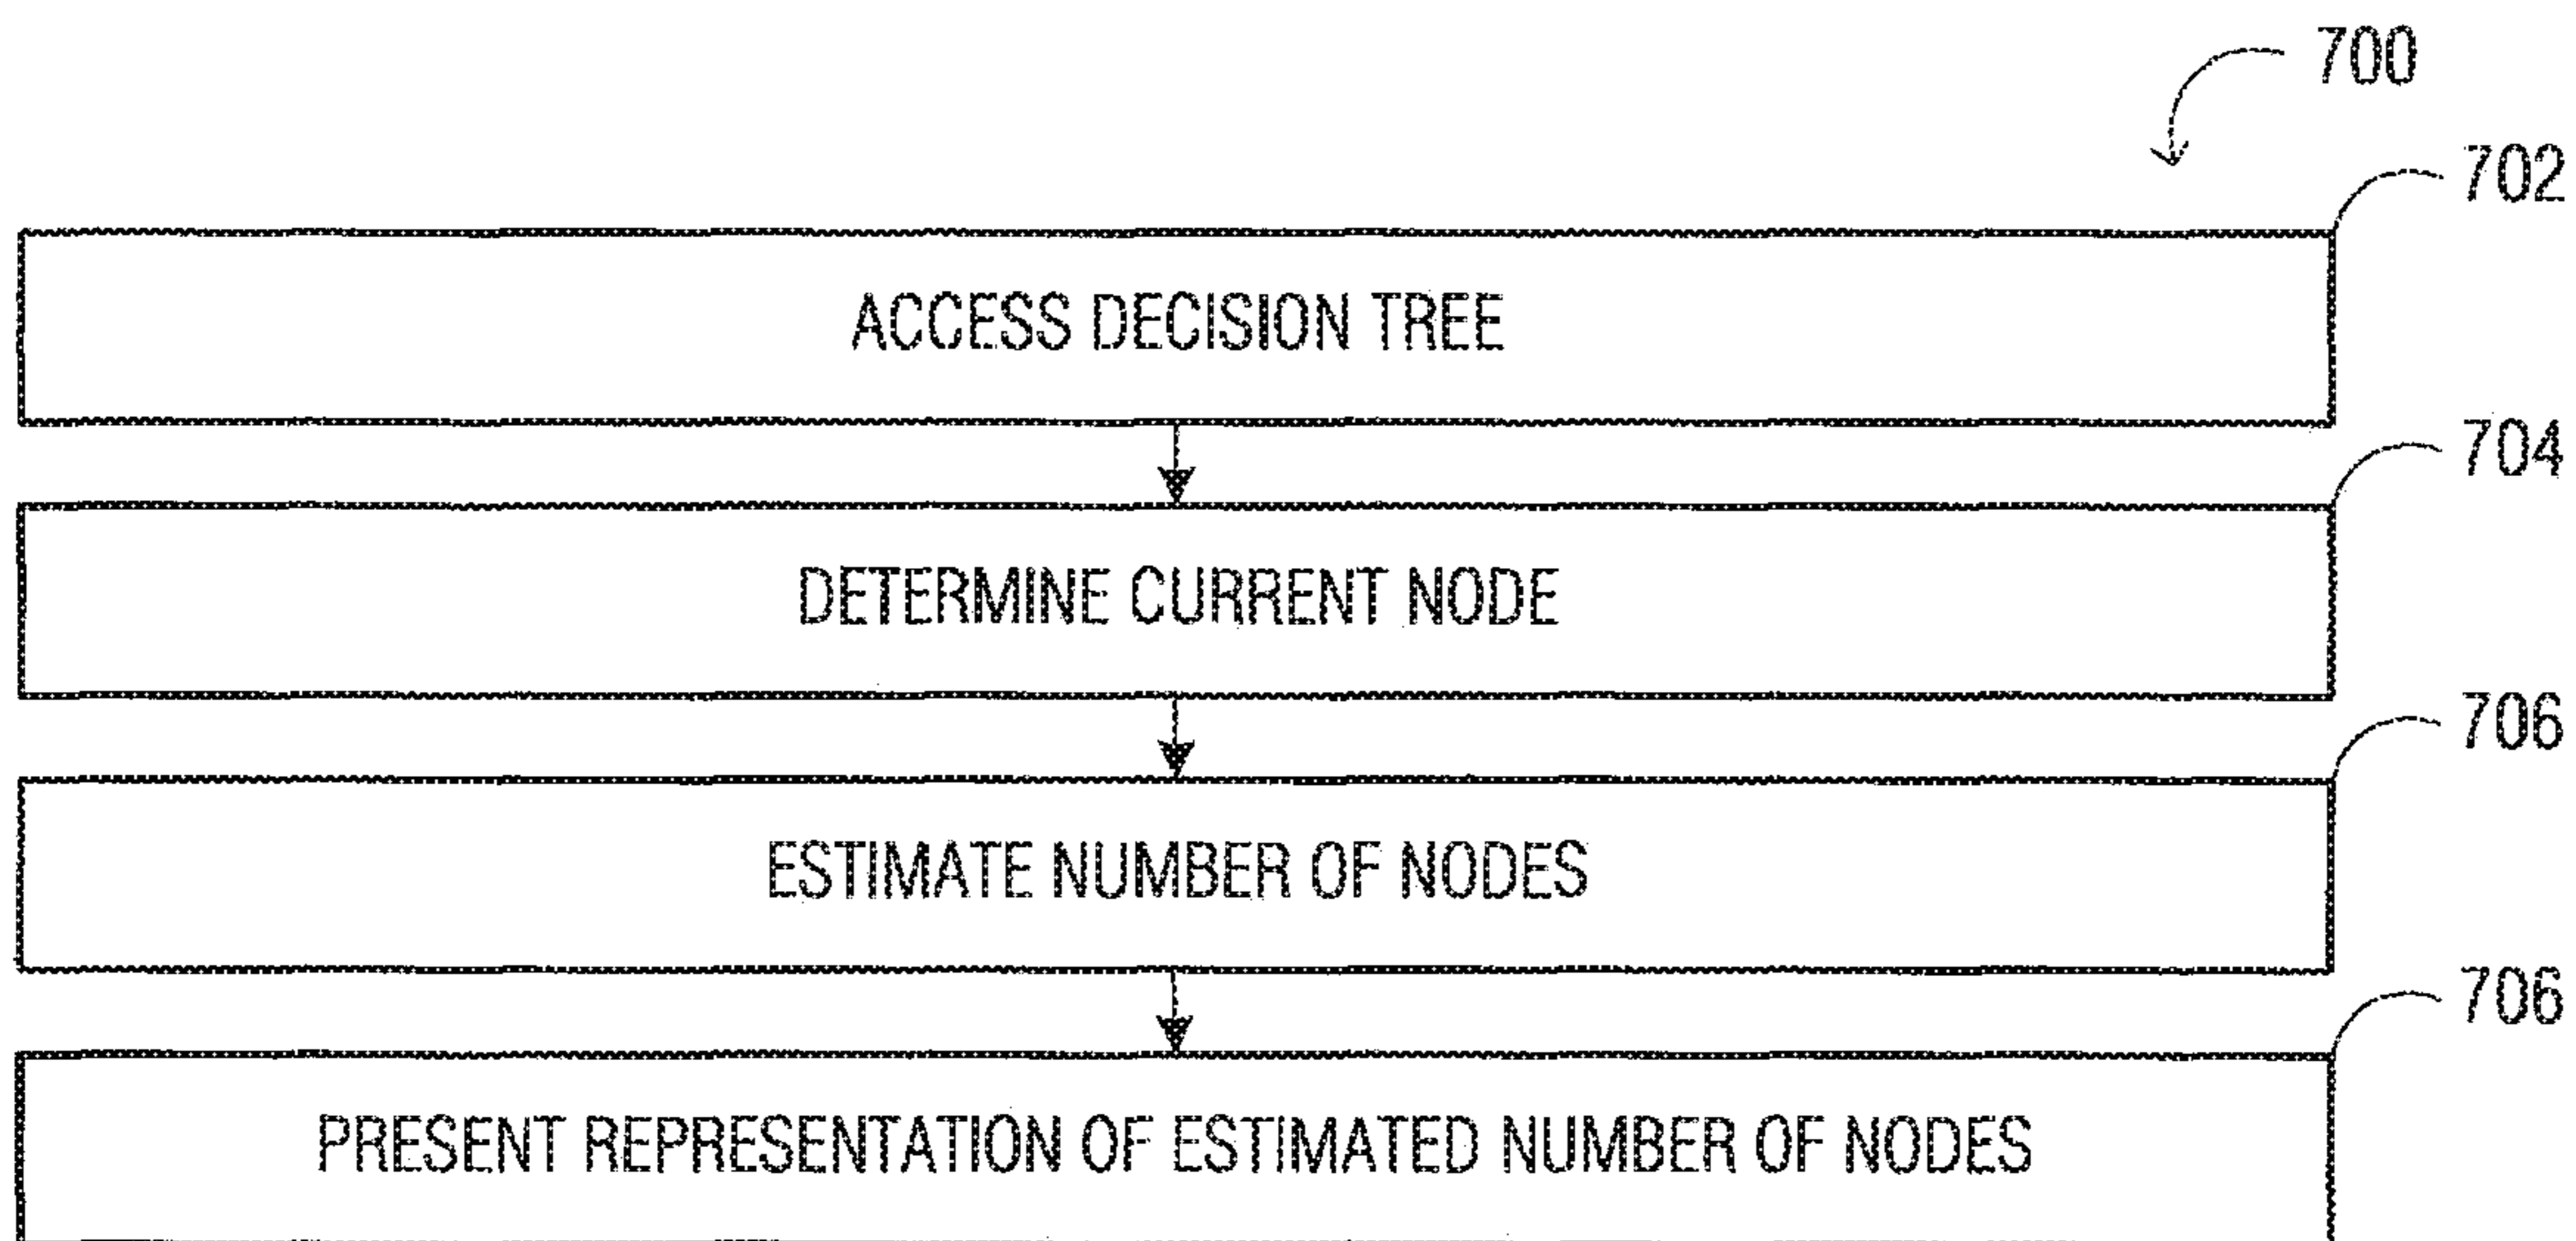 700
702
ACCESS DECISION TREE
704
DETERMINE CURRENT NODE
706
ESTIMATE NUMBER OF NODES
706
PRESENT REPRESENTATION OF ESTIMATED NUMBER OF NODES